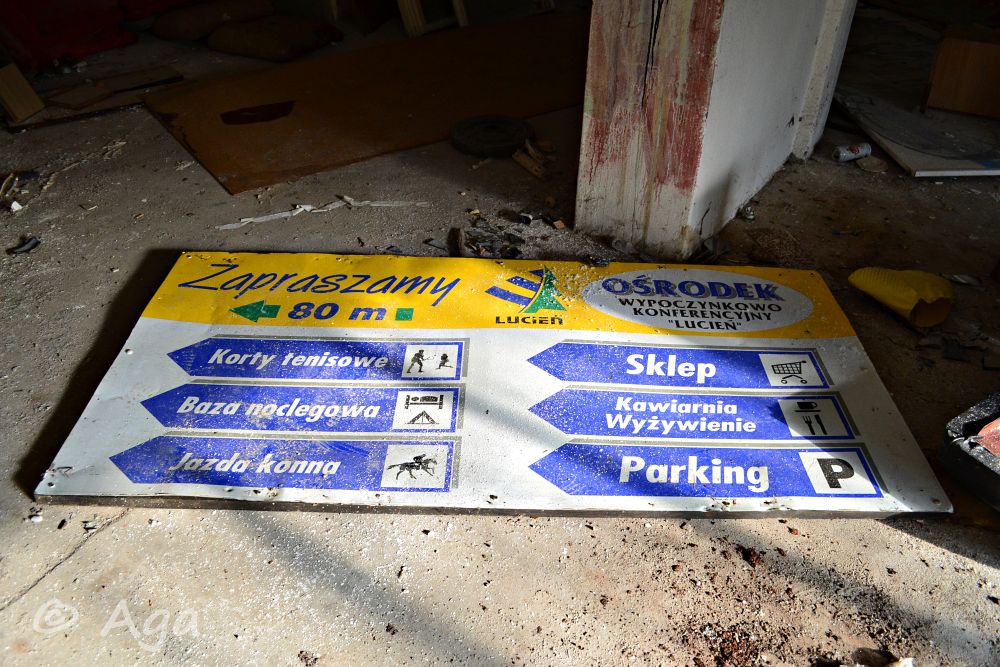 Zapraszamy
80 m
LUCIEŃ
OŚRODEK
WYPOCZYNKOWO
KONFERENCYJNY
"LUCIEŃ"
Korty tenisowe
Baza noclegowa
Jazda konna
Sklep
Kawiarnia
Wyżywienie
Parking
P
© Aga